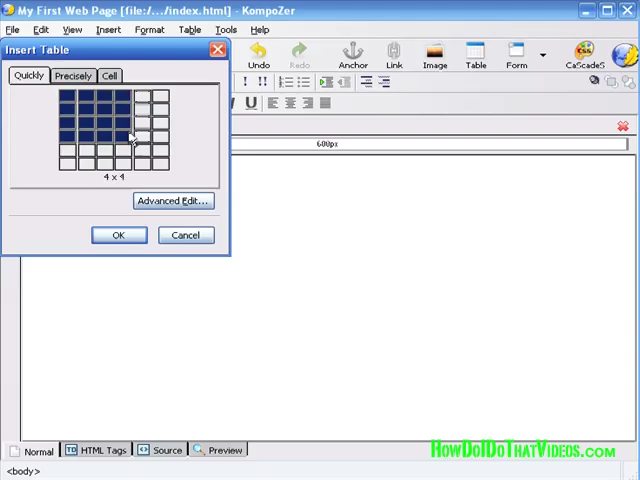 My First Web Page [file:/.../index.html] - KompoZer
File Edit View Insert Format Table Tools Help
Insert Table
Quickly Precisely Cell
4 x 4
Advanced Edit...
OK Cancel
Undo Redo Anchor Link Image Table Form CaScadeS
! !!
I U
600px
Normal TD HTML Tags Source Preview
HowDoIDoThatVideos.com
<body>